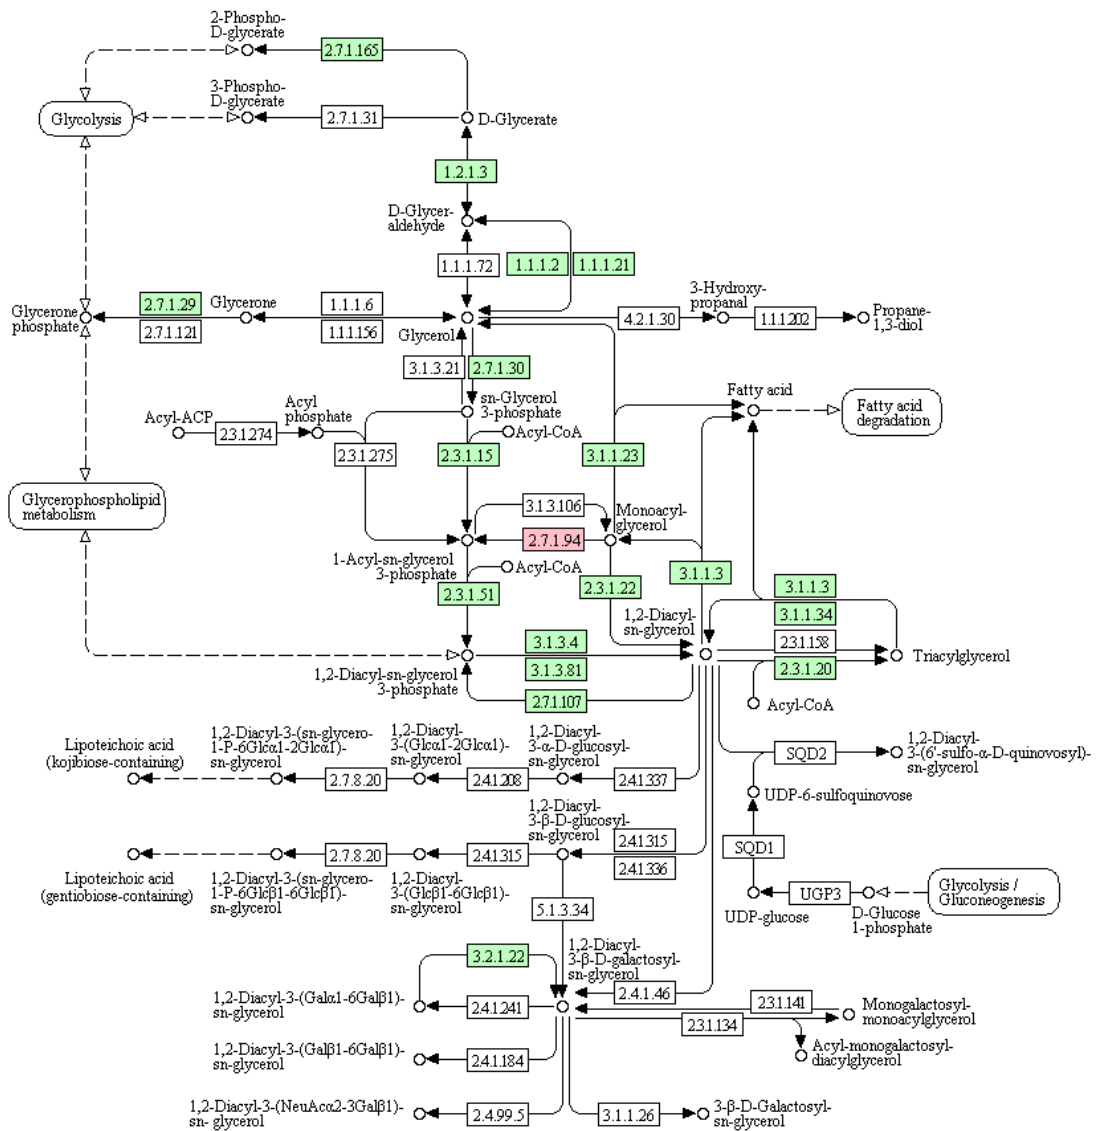 2-Phospho-
D-glycerate
2.7.1.165
3-Phospho-
D-glycerate
Glycolysis
2.7.1.31
D-Glycerate
1.2.1.3
D-Glycer-
aldehyde
1.1.1.72
1.1.1.2
1.1.1.21
Glycerone
phosphate
2.7.1.29
2.7.1.121
Glycerone
1.1.1.6
1.1.1.156
Glycerol
4.2.1.30
3-Hydroxy-
propanal
1.1.1.202
Propane-
1,3-diol
3.1.3.21
2.7.1.30
sn-Glycerol
3-phosphate
Acyl-ACP
2.3.1.274
Acyl
phosphate
2.3.1.275
Acyl-CoA
2.3.1.15
3.1.1.23
Fatty acid
Fatty acid
degradation
Glycerophospholipid
metabolism
3.1.3.106
2.7.1.94
Monoacyl-
glycerol
1-Acyl-sn-glycerol
3-phosphate
Acyl-CoA
2.3.1.51
2.3.1.22
3.1.1.3
3.1.1.3
3.1.1.34
1,2-Diacyl-
sn-glycerol
2.3.1.158
2.3.1.20
Triacylglycerol
Acyl-CoA
3.1.3.4
3.1.3.81
2.7.1.107
1,2-Diacyl-sn-glycerol
3-phosphate
Lipoteichoic acid
(kojibiose-containing)
1,2-Diacyl-3-(sn-glycero-
1-P-6Glcα1-2Glcα1)-
sn-glycerol
2.7.8.20
1,2-Diacyl-
3-(Glcα1-2Glcα1)-
sn-glycerol
2.4.1.208
1,2-Diacyl-
3-α-D-glucosyl-
sn-glycerol
2.4.1.337
SQD2
1,2-Diacyl-
3-(6'-sulfo-α-D-quinovosyl)-
sn-glycerol
UDP-6-sulfoquinovose
1,2-Diacyl-
3-β-D-glucosyl-
sn-glycerol
2.4.1.315
2.4.1.336
2.4.1.315
2.7.8.20
Lipoteichoic acid
(gentiobiose-containing)
1,2-Diacyl-3-(sn-glycero-
1-P-6Glcβ1-6Glcβ1)-
sn-glycerol
1,2-Diacyl-
3-(Glcβ1-6Glcβ1)-
sn-glycerol
SQD1
UDP-glucose
UGP3
D-Glucose
1-phosphate
Glycolysis /
Gluconeogenesis
5.1.3.34
3.2.1.22
1,2-Diacyl-
3-β-D-galactosyl-
sn-glycerol
2.4.1.46
1,2-Diacyl-3-(Galα1-6Galβ1)-
sn-glycerol
2.4.1.241
2.3.1.141
2.3.1.134
Monogalactosyl-
monoacylglycerol
Acyl-monogalactosyl-
diacylglycerol
1,2-Diacyl-3-(Galβ1-6Galβ1)-
sn-glycerol
2.4.1.184
1,2-Diacyl-3-(NeuAcα2-3Galβ1)-
sn- glycerol
2.4.99.5
3.1.1.26
3-β-D-Galactosyl-
sn-glycerol